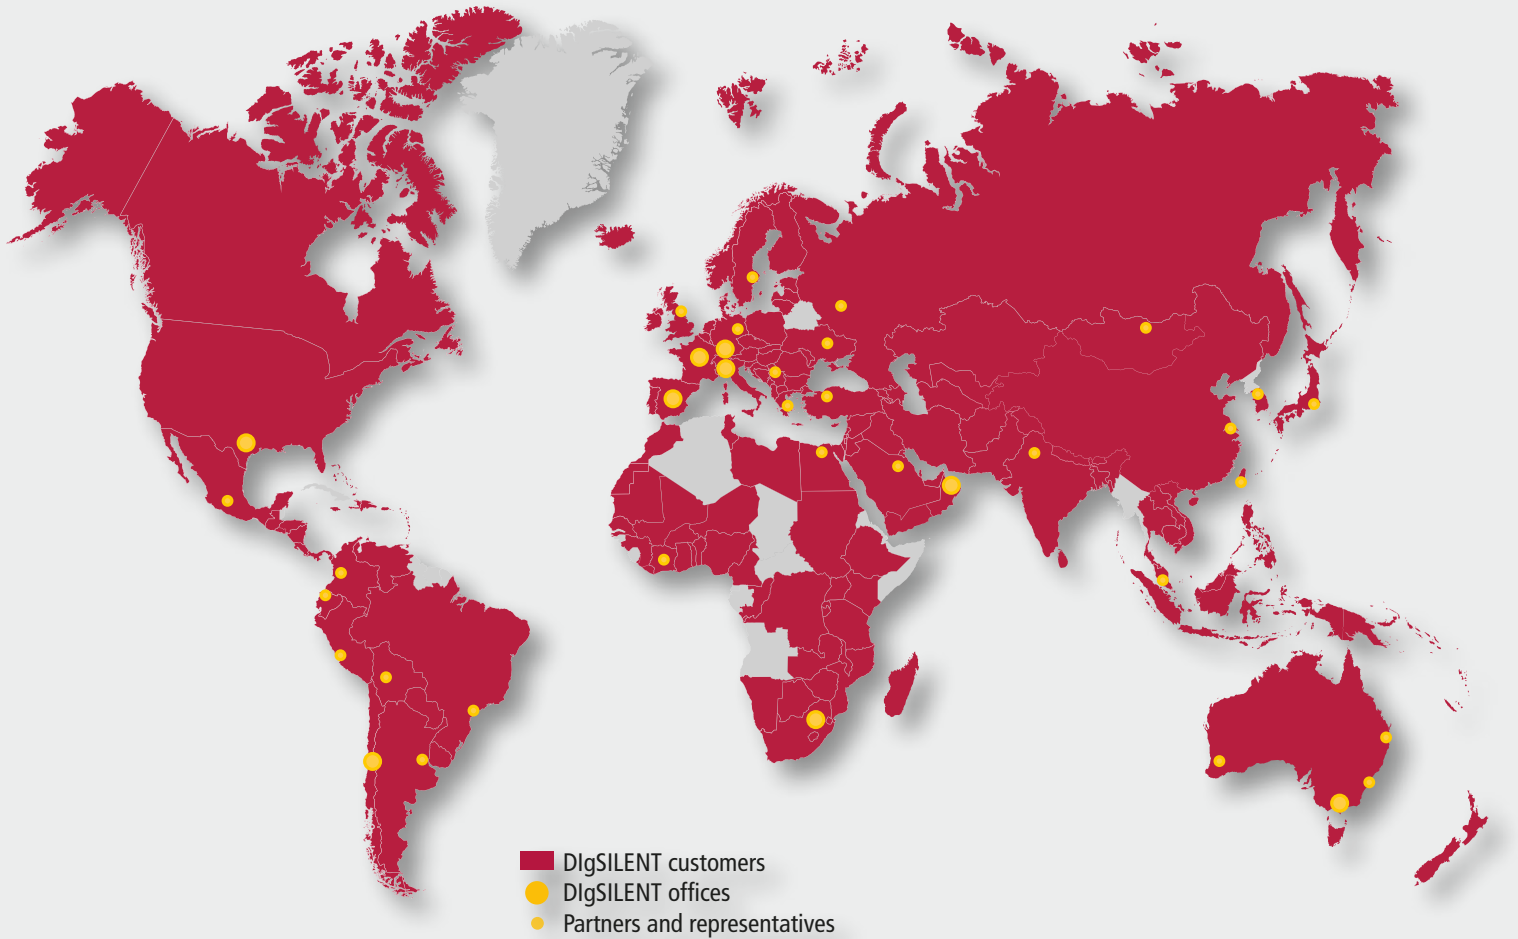 DIgSILENT customers
DIgSILENT offices
Partners and representatives